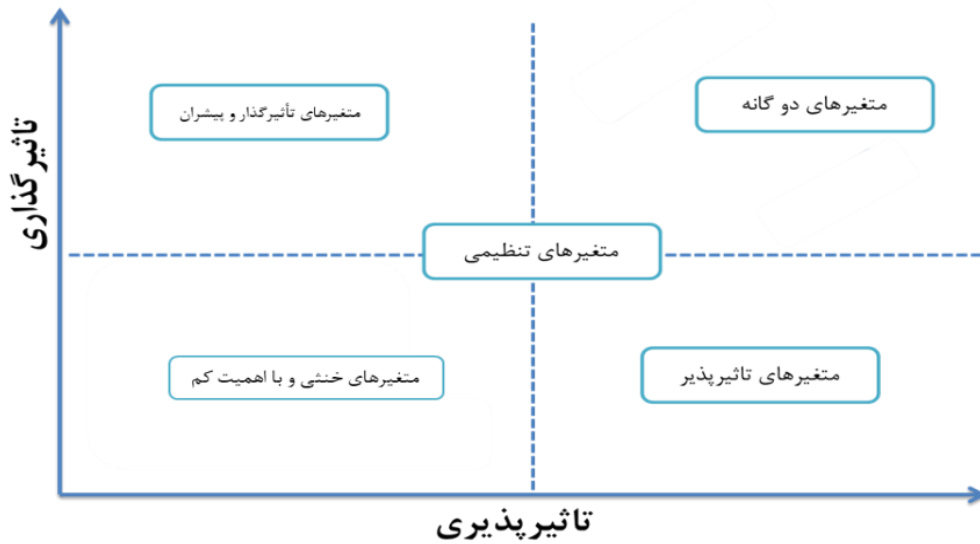 متغیرهای دو گانه
متغیرهای تأثیرگذار و پیشران
تاثیرگذاری
متغیرهای تنظیمی
متغیرهای تاثیرپذیر
متغیرهای خنثی و با اهمیت کم
تاثیرپذیری